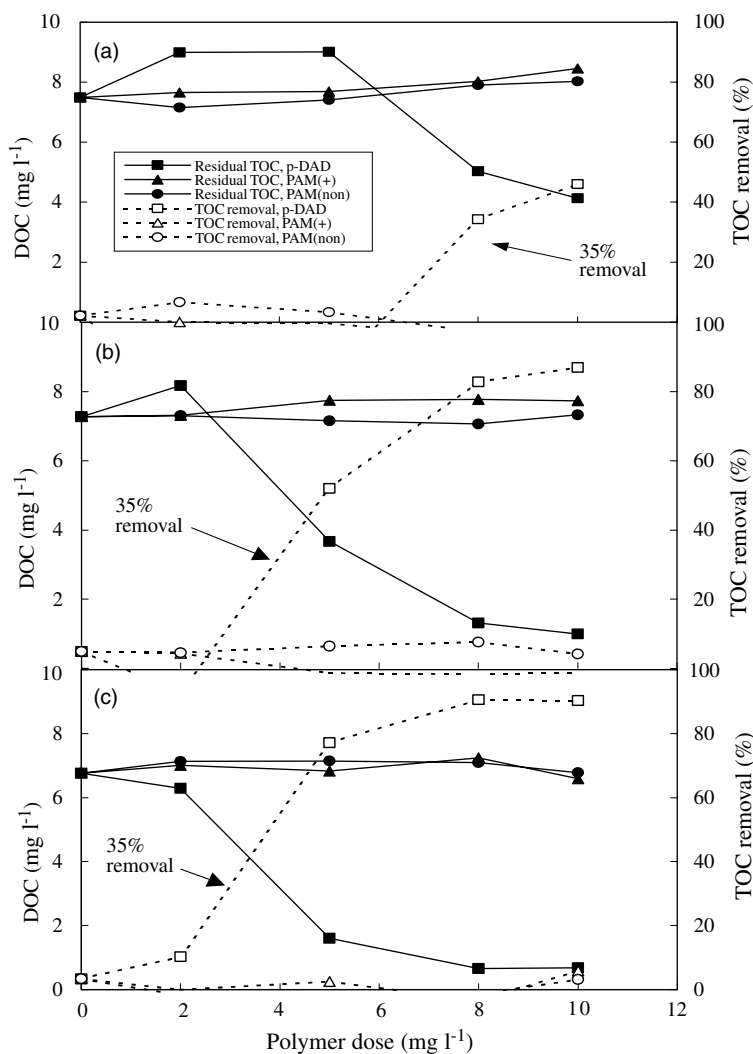 (a)
10
8
6
4
2
10
DOC (mg l⁻¹)
100
80
60
40
20
100
TOC removal (%)
Residual TOC, p-DAD
Residual TOC, PAM(+)
Residual TOC, PAM(non)
TOC removal, p-DAD
TOC removal, PAM(+)
TOC removal, PAM(non)
35%
removal
(b)
8
6
4
2
10
DOC (mg l⁻¹)
80
60
40
20
100
TOC removal (%)
35%
removal
(c)
8
6
4
2
0
DOC (mg l⁻¹)
80
60
40
20
0
TOC removal (%)
35%
removal
0
2
4
6
8
10
12
Polymer dose (mg l⁻¹)